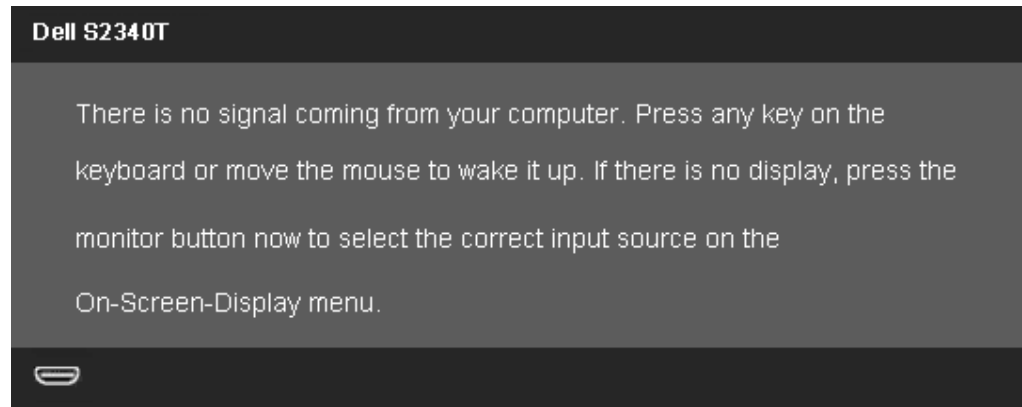 Dell S2340T
There is no signal coming from your computer. Press any key on the
keyboard or move the mouse to wake it up. If there is no display, press the
monitor button now to select the correct input source on the
On-Screen-Display menu.